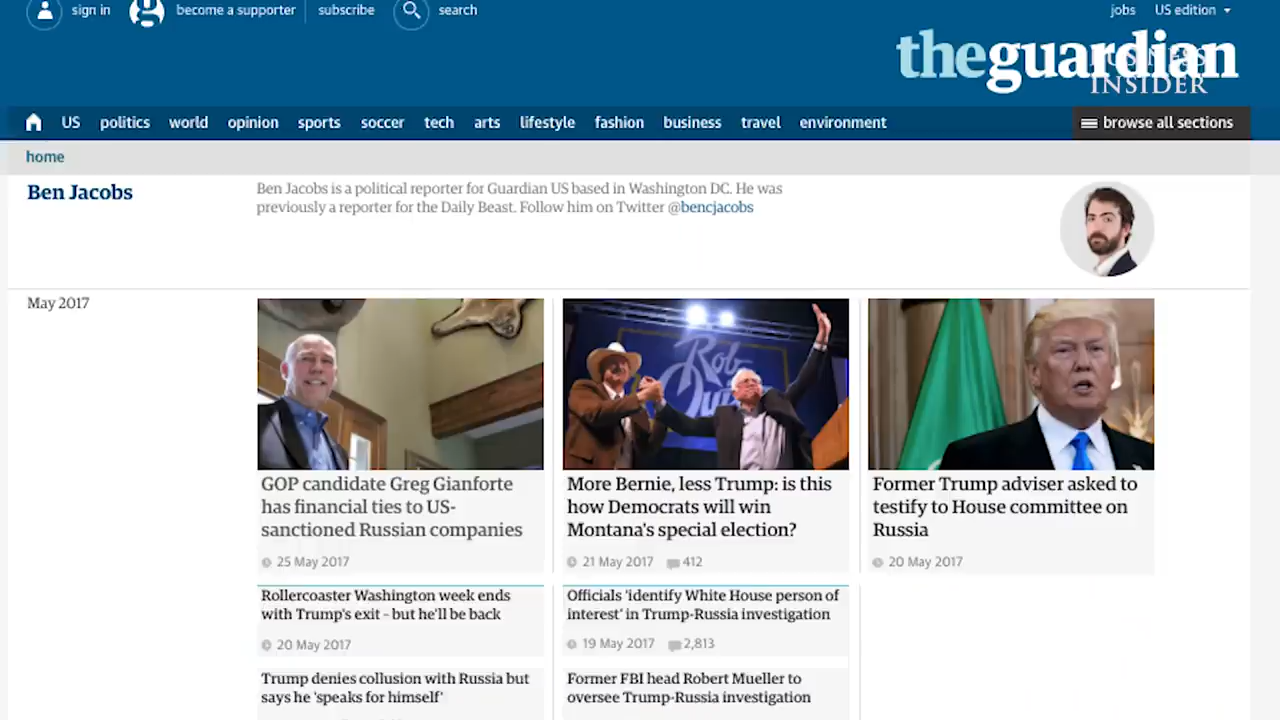 sign in
become a supporter
subscribe
search
jobs
US edition
theguardian
BUSINESS
INSIDER
US
politics
world
opinion
sports
soccer
tech
arts
lifestyle
fashion
business
travel
environment
browse all sections
home
Ben Jacobs
Ben Jacobs is a political reporter for Guardian US based in Washington DC. He was
previously a reporter for the Daily Beast. Follow him on Twitter @bencjacobs
May 2017
GOP candidate Greg Gianforte
has financial ties to US-
sanctioned Russian companies
25 May 2017
Rob
More Bernie, less Trump: is this
how Democrats will win
Montana's special election?
21 May 2017
412
Former Trump adviser asked to
testify to House committee on
Russia
20 May 2017
Rollercoaster Washington week ends
with Trump's exit – but he'll be back
20 May 2017
Officials 'identify White House person of
interest' in Trump-Russia investigation
19 May 2017
2,813
Trump denies collusion with Russia but
says he 'speaks for himself'
Former FBI head Robert Mueller to
oversee Trump-Russia investigation